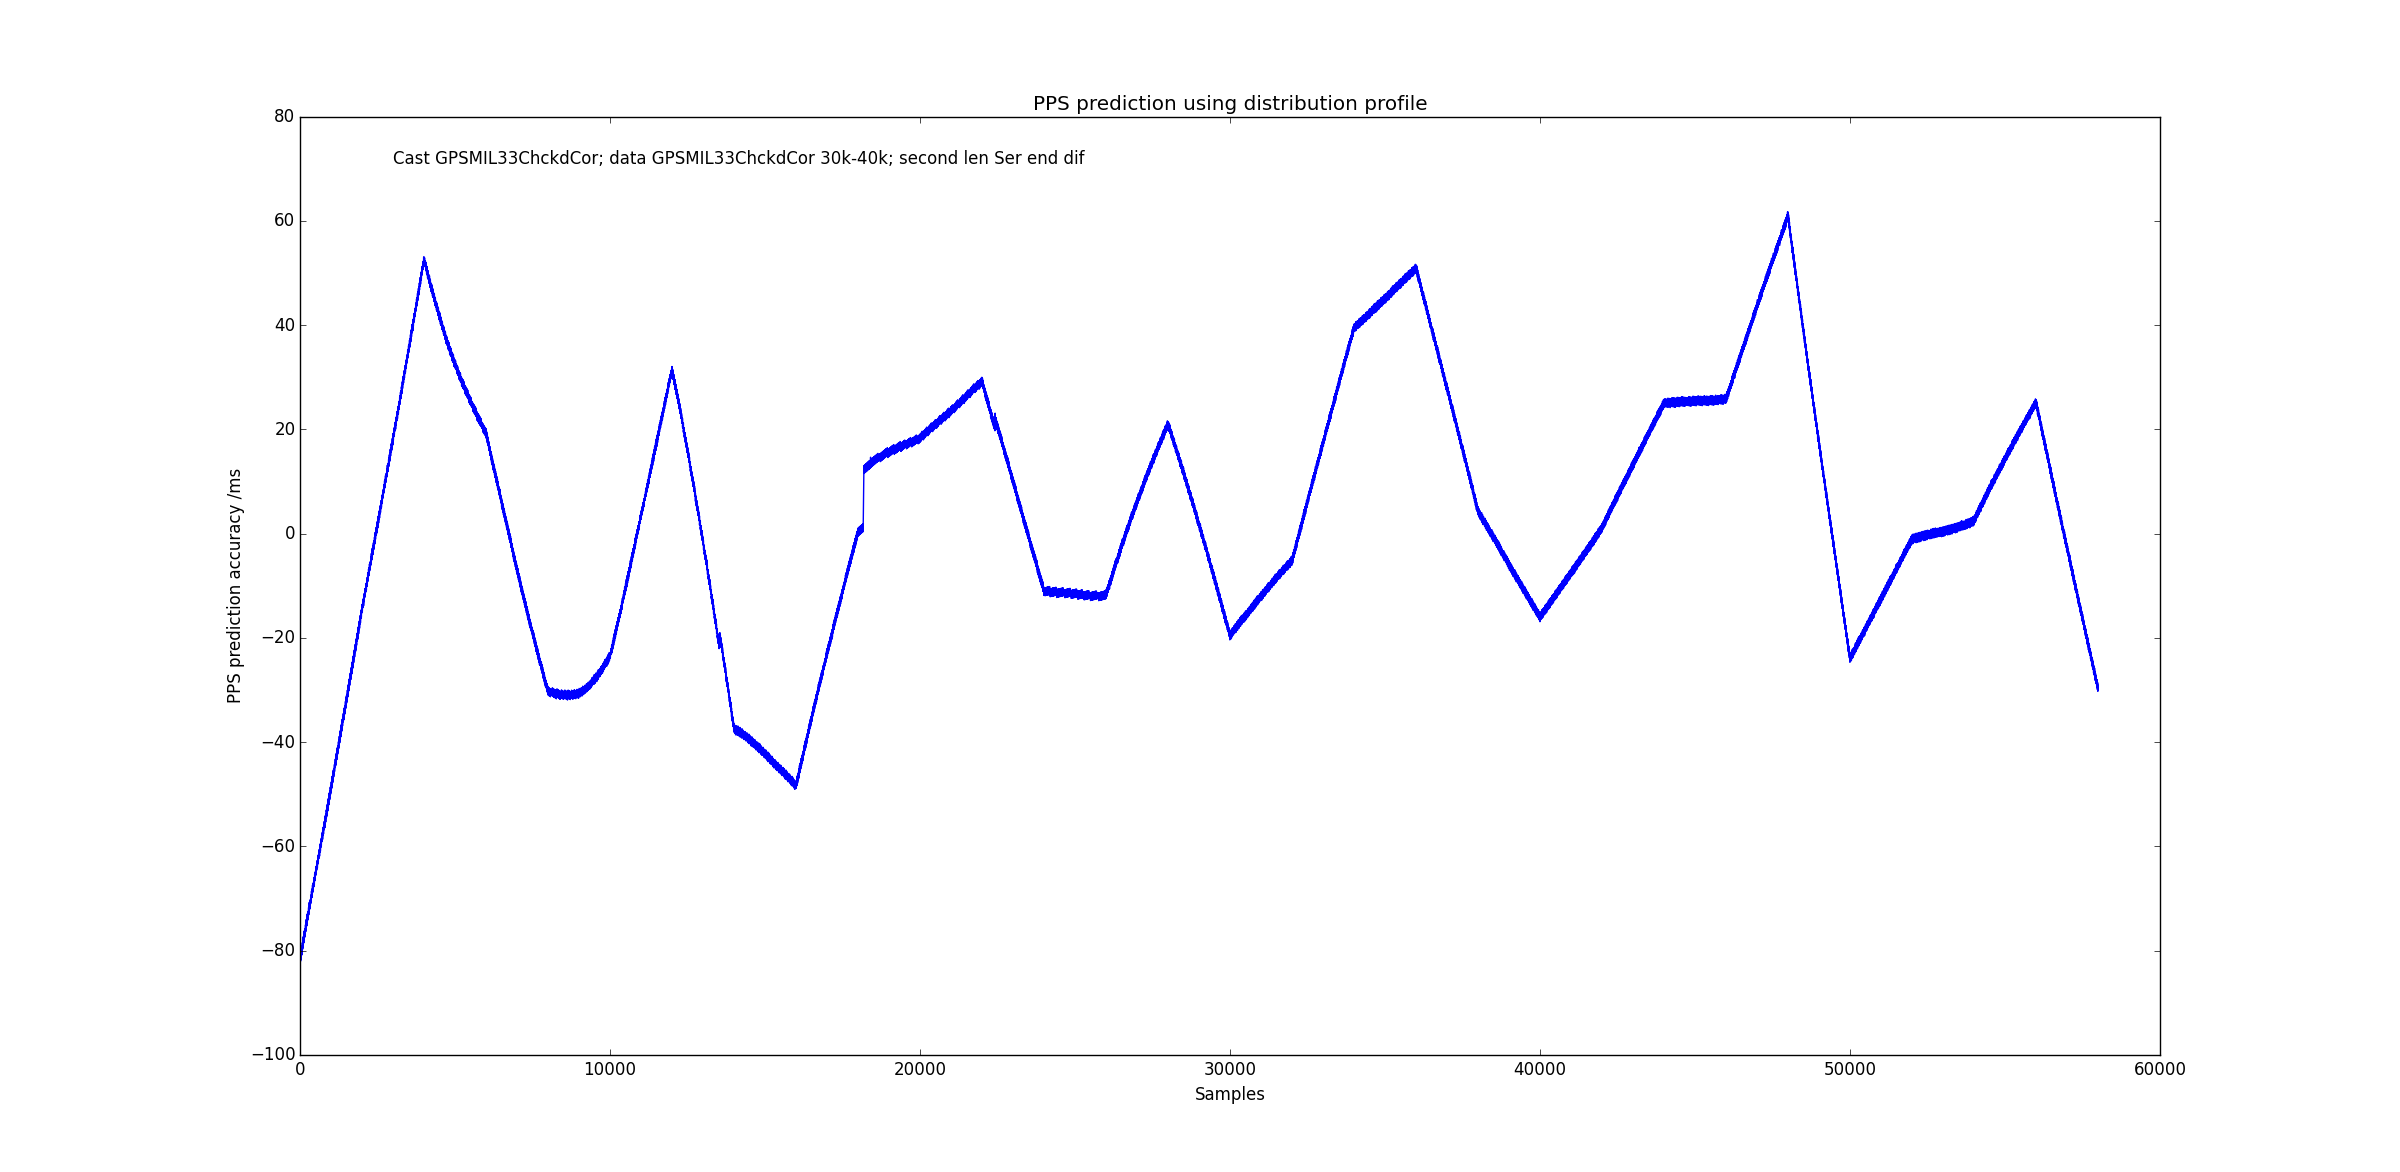 PPS prediction using distribution profile
80
Cast GPSMIL33ChckdCor; data GPSMIL33ChckdCor 30k-40k; second len Ser end dif
60
40
20
0
−20
−40
−60
−80
−100
PPS prediction accuracy /ms
0 10000 20000 30000 40000 50000 60000
Samples